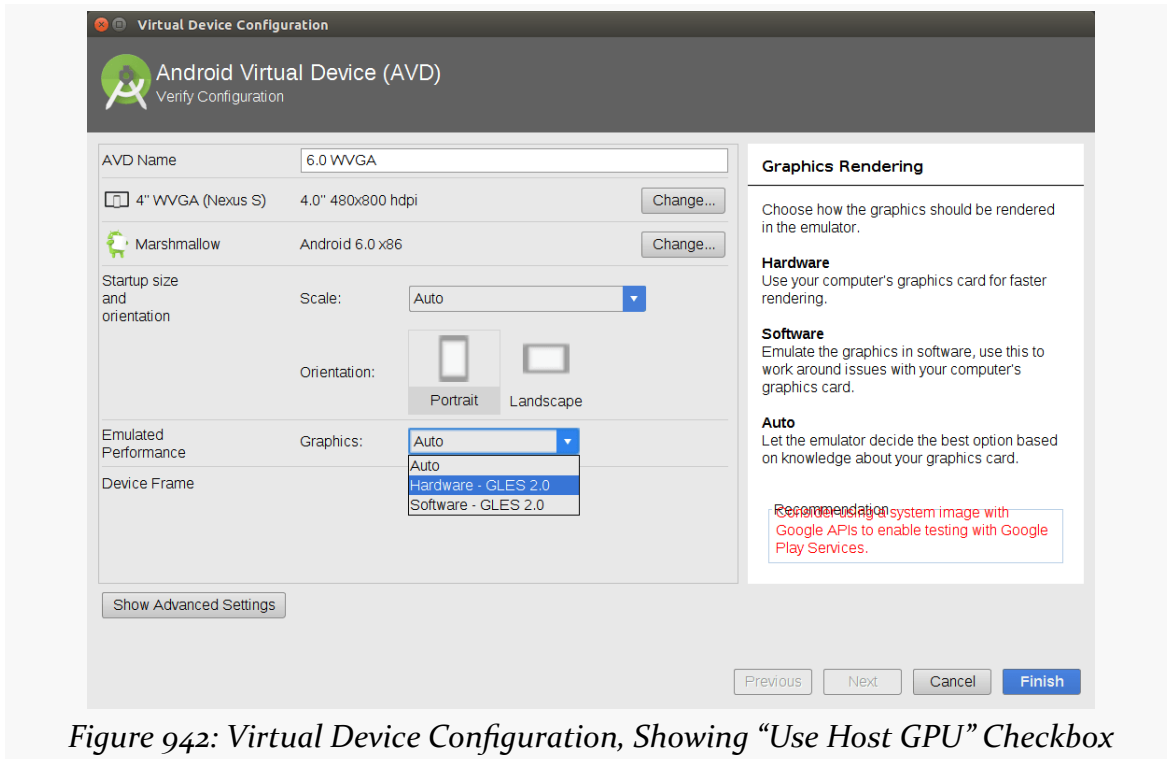 Virtual Device Configuration
Android Virtual Device (AVD)
Verify Configuration
AVD Name
6.0 WVGA
4" WVGA (Nexus S)
4.0" 480x800 hdpi
Change...
Marshmallow
Android 6.0 x86
Change...
Startup size
and
orientation
Scale:
Auto
Orientation:
Portrait
Landscape
Emulated
Performance
Graphics:
Auto
Auto
Hardware - GLES 2.0
Software - GLES 2.0
Device Frame
Show Advanced Settings
Graphics Rendering
Choose how the graphics should be rendered
in the emulator.
Hardware
Use your computer's graphics card for faster
rendering.
Software
Emulate the graphics in software, use this to
work around issues with your computer's
graphics card.
Auto
Let the emulator decide the best option based
on knowledge about your graphics card.
Recommendation
Consider using a system image with
Google APIs to enable testing with Google
Play Services.
Previous
Next
Cancel
Finish
Figure 942: Virtual Device Configuration, Showing “Use Host GPU” Checkbox